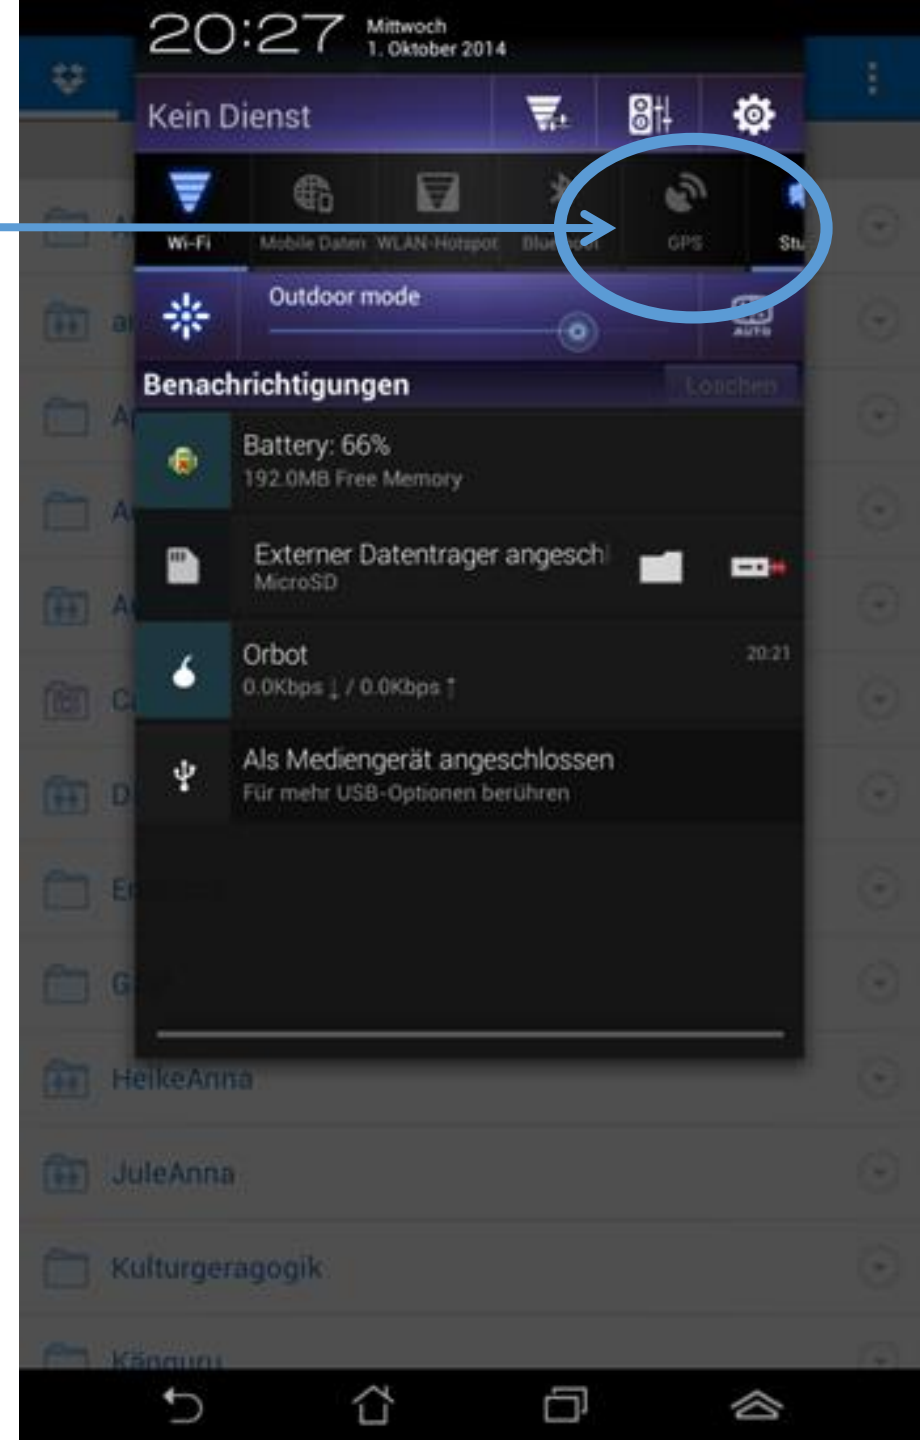 20:27
Mittwoch
1. Oktober 2014
Kein Dienst
Wi-Fi
Mobile Daten
WLAN-Hotspot
GPS
Outdoor mode
AUTO
Benachrichtigungen
Löschen
Battery: 66%
192.0MB Free Memory
Externer Datenträger angeschl
MicroSD
Orbot
20:21
0.0Kbps ↓ / 0.0Kbps ↑
Als Mediengerät angeschlossen
Für mehr USB-Optionen berühren
HeikeAnna
JuleAnna
Kulturgeragogik
Känguru